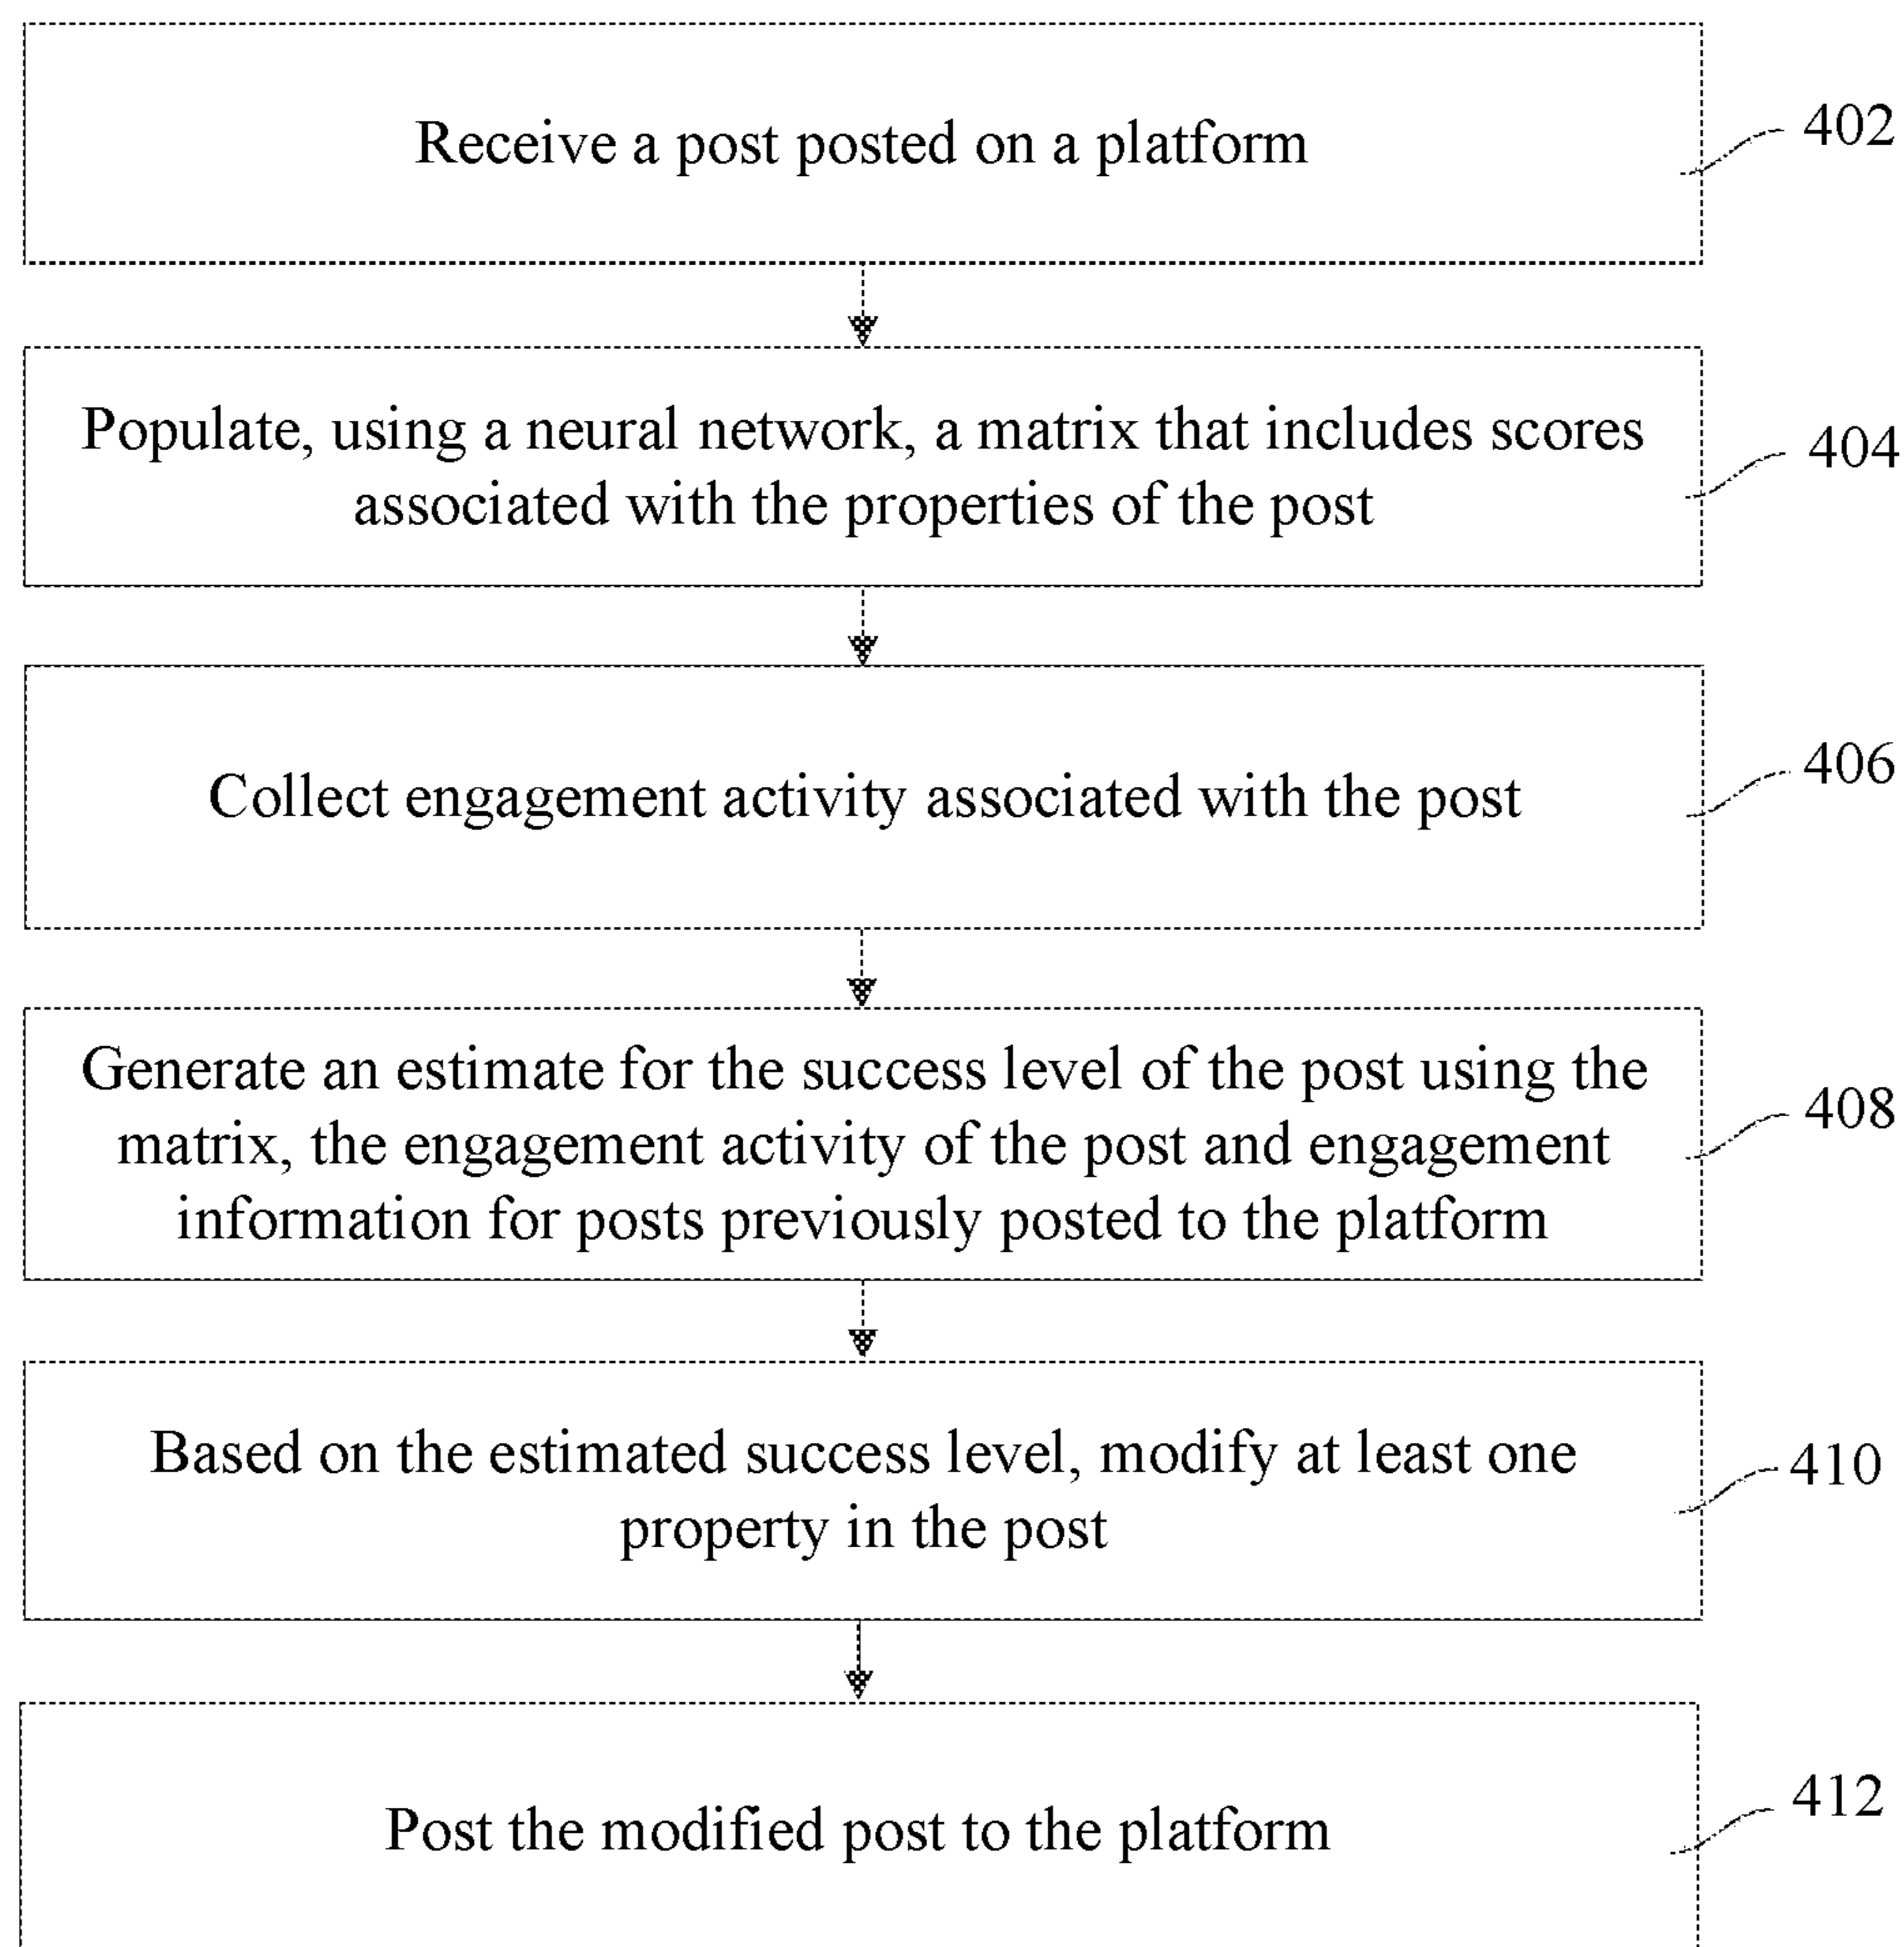 Receive a post posted on a platform
402
Populate, using a neural network, a matrix that includes scores
associated with the properties of the post
404
Collect engagement activity associated with the post
406
Generate an estimate for the success level of the post using the
matrix, the engagement activity of the post and engagement
information for posts previously posted to the platform
408
Based on the estimated success level, modify at least one
property in the post
410
Post the modified post to the platform
412